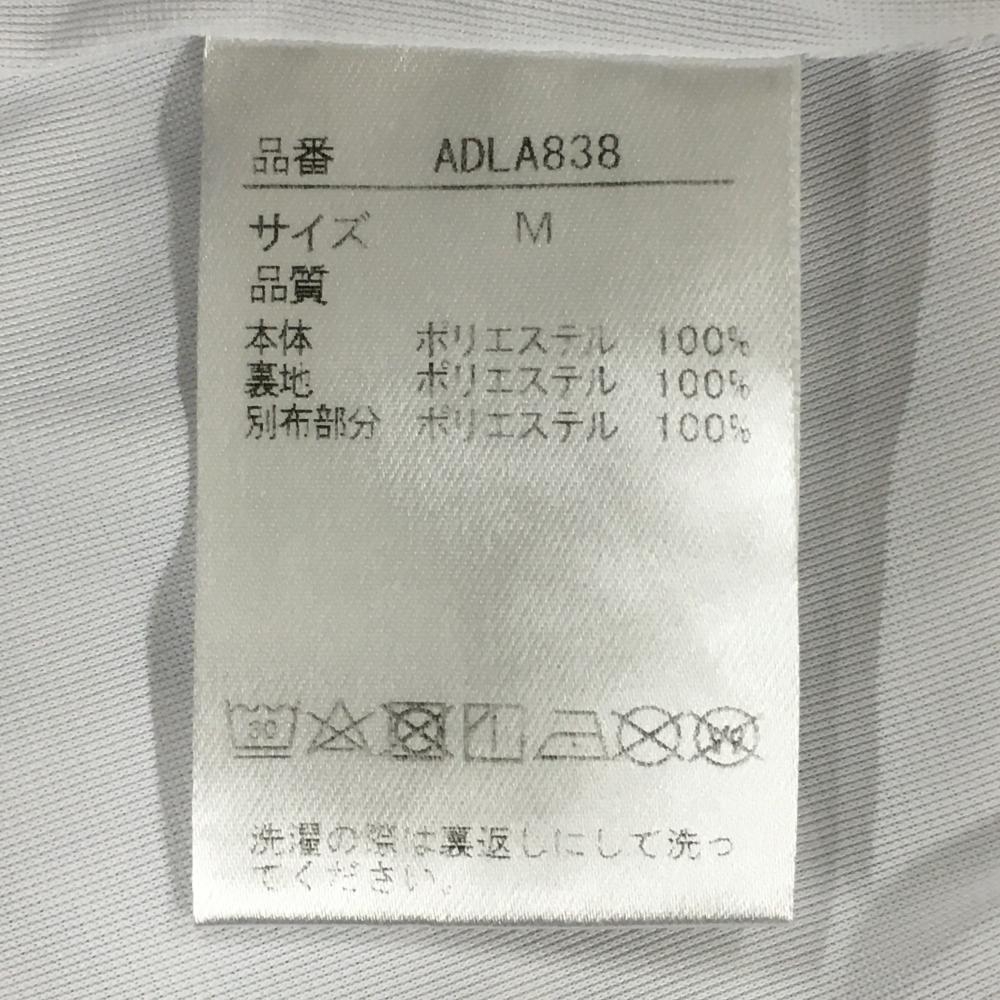 品番 ADLA838
サイズ M
品質
本体 ポリエステル 100%
裏地 ポリエステル 100%
別布部分 ポリエステル 100%
30
洗濯の際は裏返しにして洗っ
てください。